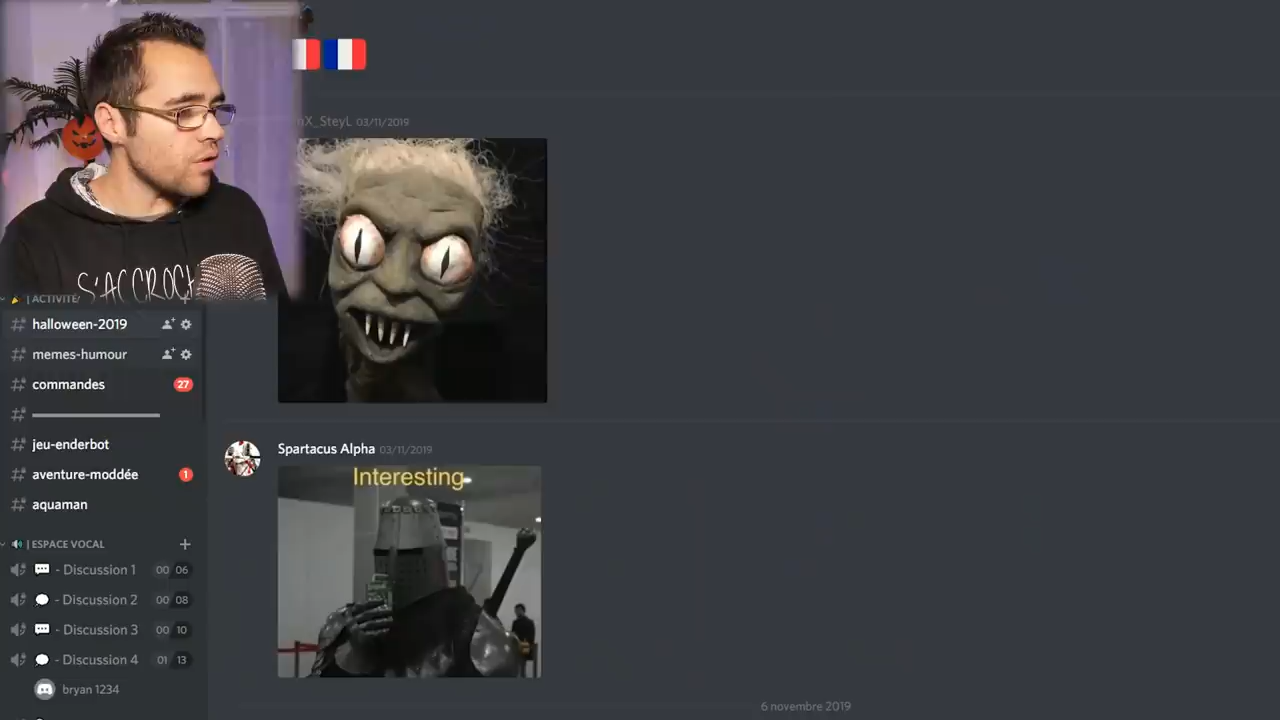 nX_SteyL 03/11/2019
S'ACCROCH
| ACTIVITÉ
halloween-2019
memes-humour
commandes 27
jeu-enderbot
aventure-moddée 1
aquaman
| ESPACE VOCAL
- Discussion 1 00 06
- Discussion 2 00 08
- Discussion 3 00 10
- Discussion 4 01 13
bryan 1234
Spartacus Alpha 03/11/2019
Interesting
6 novembre 2019